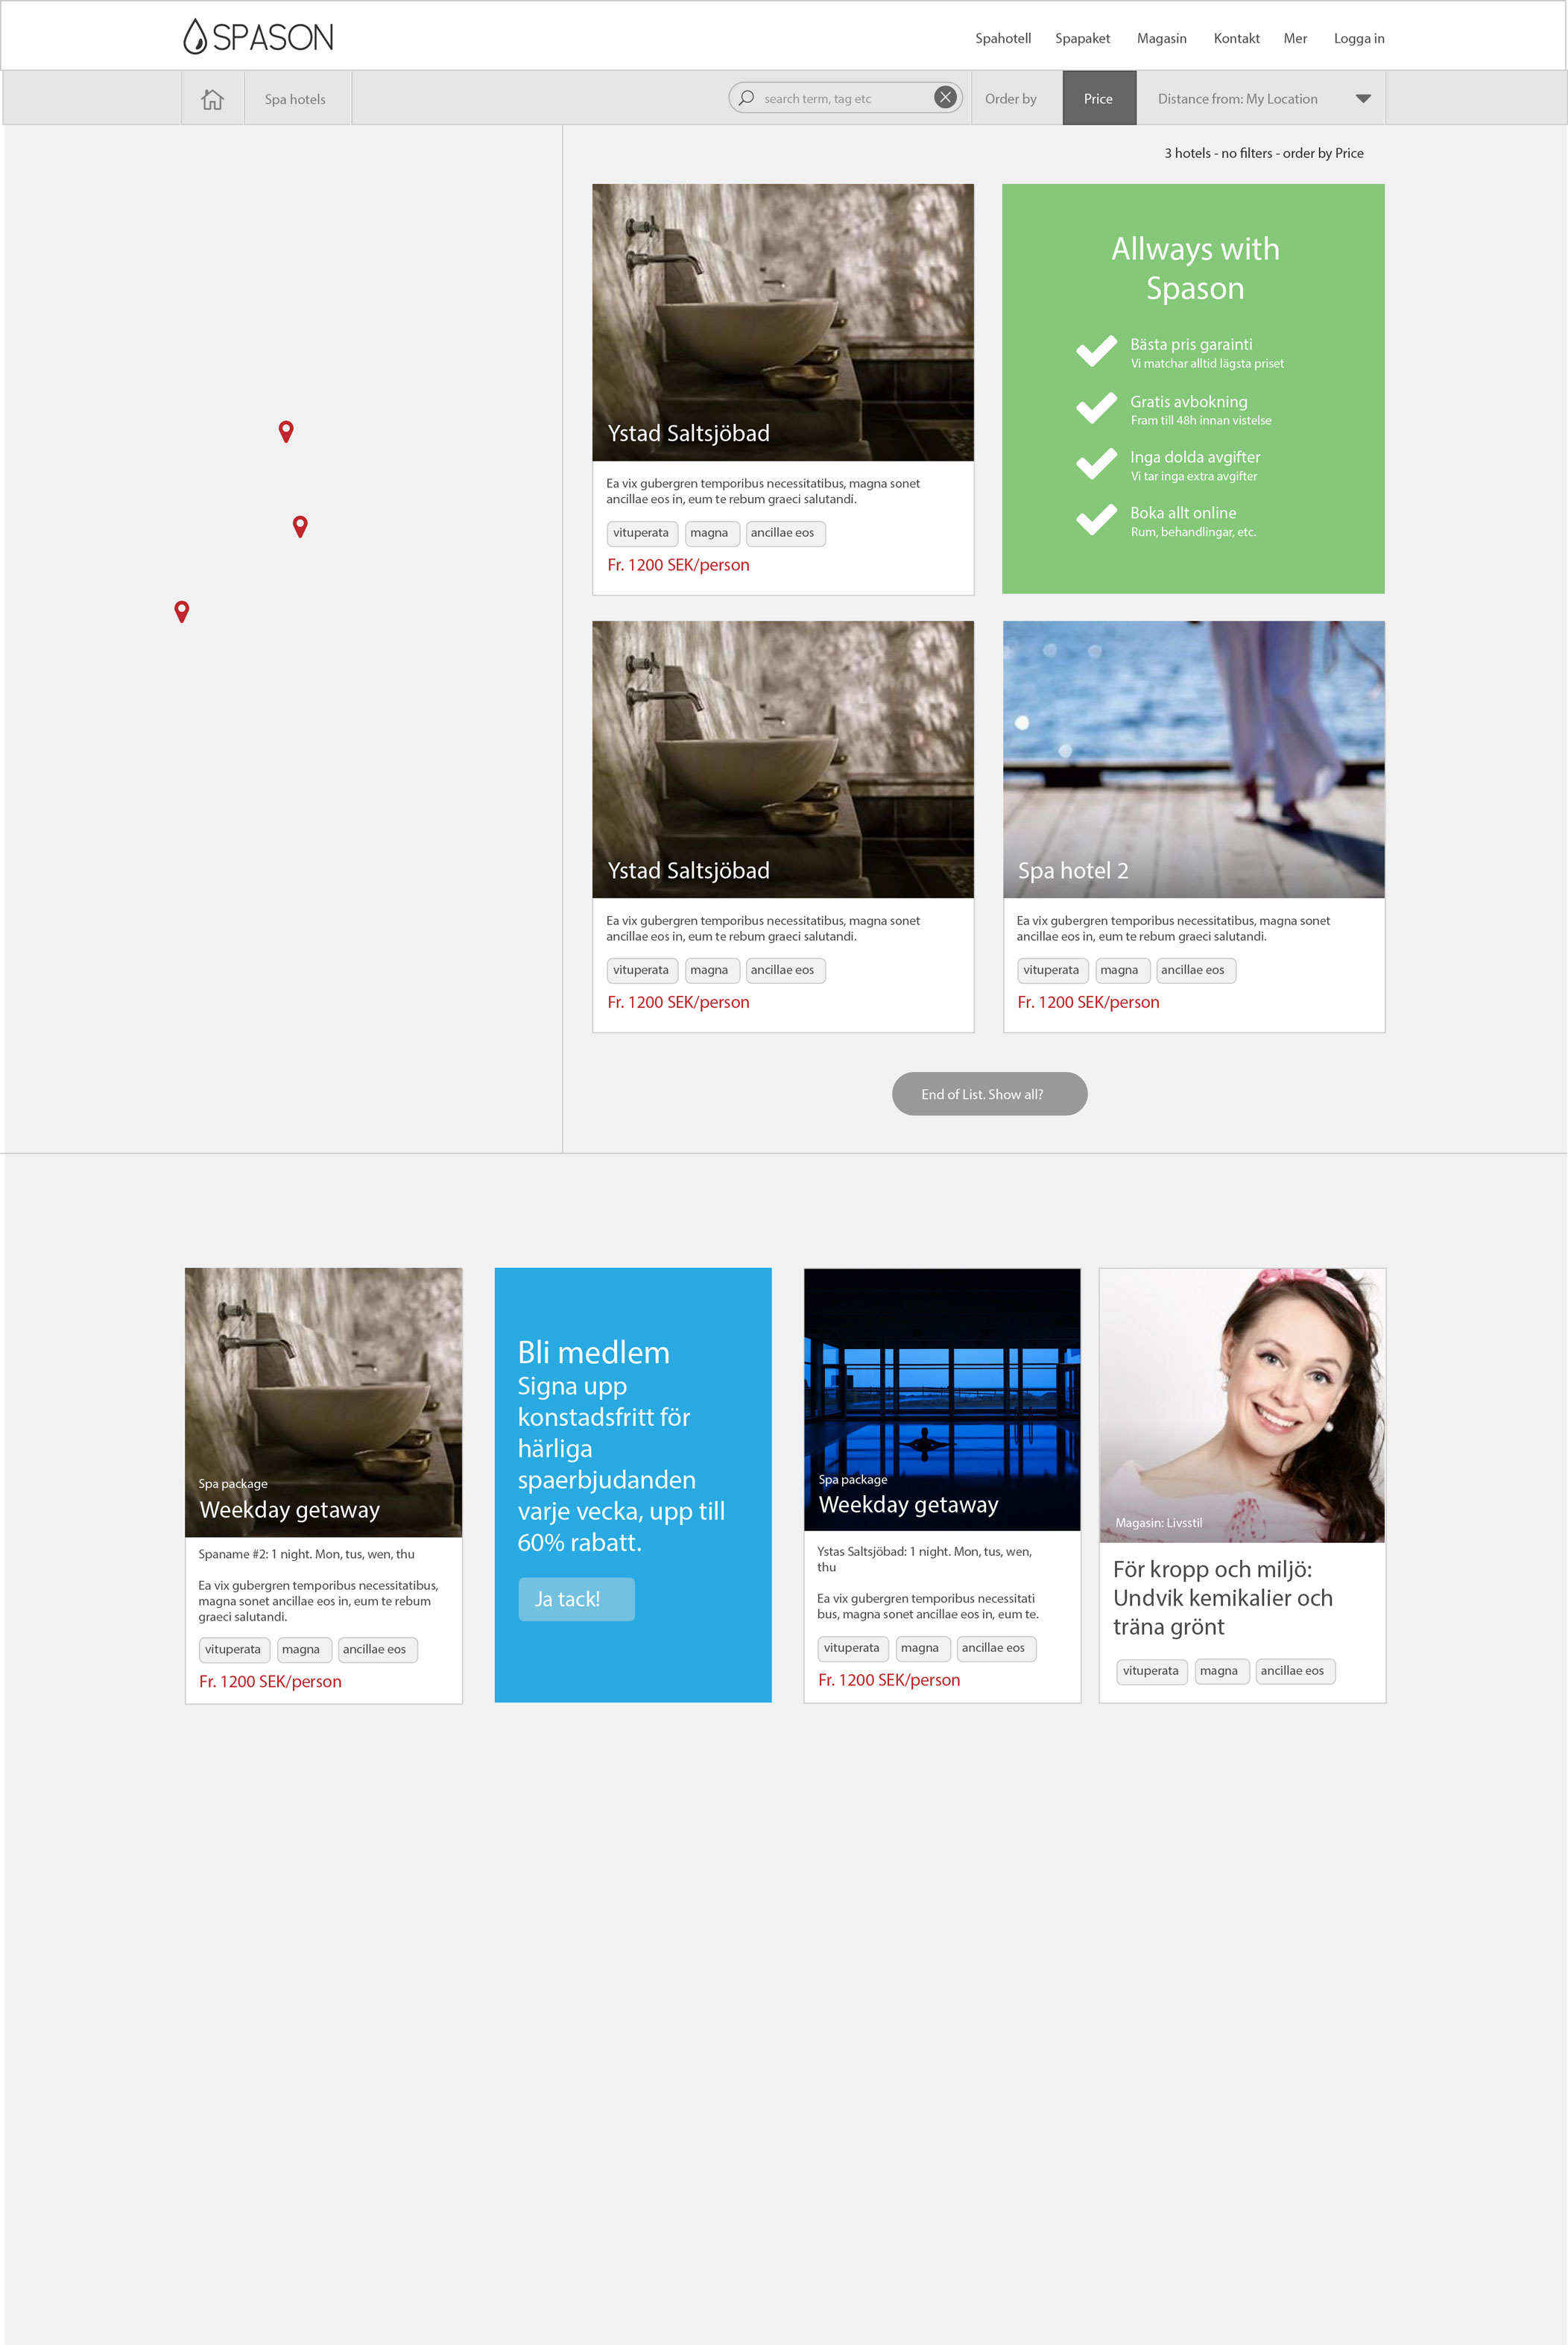 SPASON
Spahotell
Spapaket
Magasin
Kontakt
Mer
Logga in
Spa hotels
search term, tag etc
Order by
Price
Distance from: My Location
3 hotels - no filters - order by Price
Ystad Saltsjöbad
Ea vix gubergren temporibus necessitatibus, magna sonet
ancillae eos in, eum te rebum graeci salutandi.
vituperata
magna
ancillae eos
Fr. 1200 SEK/person
Allways with
Spason
Bästa pris garainti
Vi matchar alltid lägsta priset
Gratis avbokning
Fram till 48h innan vistelse
Inga dolda avgifter
Vi tar inga extra avgifter
Boka allt online
Rum, behandlingar, etc.
Ystad Saltsjöbad
Ea vix gubergren temporibus necessitatibus, magna sonet
ancillae eos in, eum te rebum graeci salutandi.
vituperata
magna
ancillae eos
Fr. 1200 SEK/person
Spa hotel 2
Ea vix gubergren temporibus necessitatibus, magna sonet
ancillae eos in, eum te rebum graeci salutandi.
vituperata
magna
ancillae eos
Fr. 1200 SEK/person
End of List. Show all?
Spa package
Weekday getaway
Spaname #2: 1 night. Mon, tus, wen, thu
Ea vix gubergren temporibus necessitatibus,
magna sonet ancillae eos in, eum te rebum
graeci salutandi.
vituperata
magna
ancillae eos
Fr. 1200 SEK/person
Bli medlem
Signa upp
konstadsfritt för
härliga
spaerbjudanden
varje vecka, upp till
60% rabatt.
Ja tack!
Spa package
Weekday getaway
Ystas Saltsjöbad: 1 night. Mon, tus, wen,
thu
Ea vix gubergren temporibus necessitati
bus, magna sonet ancillae eos in, eum te.
vituperata
magna
ancillae eos
Fr. 1200 SEK/person
Magasin: Livsstil
För kropp och miljö:
Undvik kemikalier och
träna grönt
vituperata
magna
ancillae eos